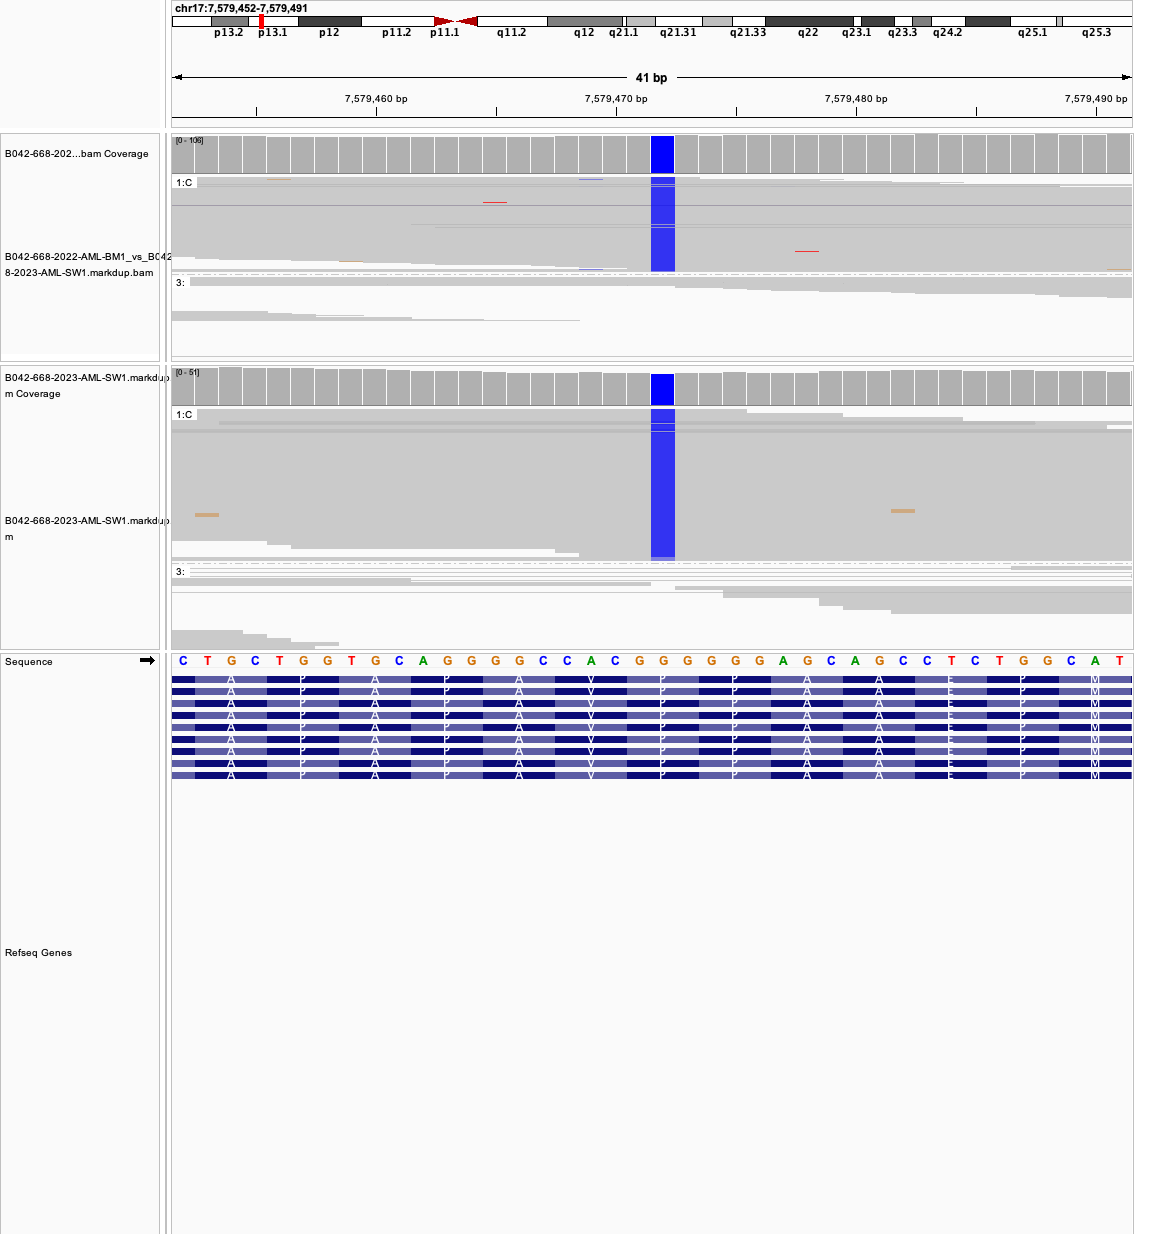 chr17:7,579,452-7,579,491
p13.2 p13.1 p12 p11.2 p11.1 q11.2 q12 q21.1 q21.31 q21.33 q22 q23.1 q23.3 q24.2 q25.1 q25.3
41 bp
7,579,460 bp 7,579,470 bp 7,579,480 bp 7,579,490 bp
[0 - 106]
B042-668-202...bam Coverage
1:C
B042-668-2022-AML-BM1_vs_B042
8-2023-AML-SW1.markdup.bam
3:
[0 - 51]
B042-668-2023-AML-SW1.markdup
m Coverage
1:C
B042-668-2023-AML-SW1.markdup
m
3:
Sequence C T G C T G G T G C A G G G G C C A C G G G G G G A G C A G C C T C T G G C A T
A P A P A V P P A A E P M
A P A P A V P P A A E P M
A P A P A V P P A A E P M
A P A P A V P P A A E P M
A P A P A V P P A A E P M
A P A P A V P P A A E P M
A P A P A V P P A A E P M
A P A P A V P P A A E P M
A P A P A V P P A A E P M
Refseq Genes